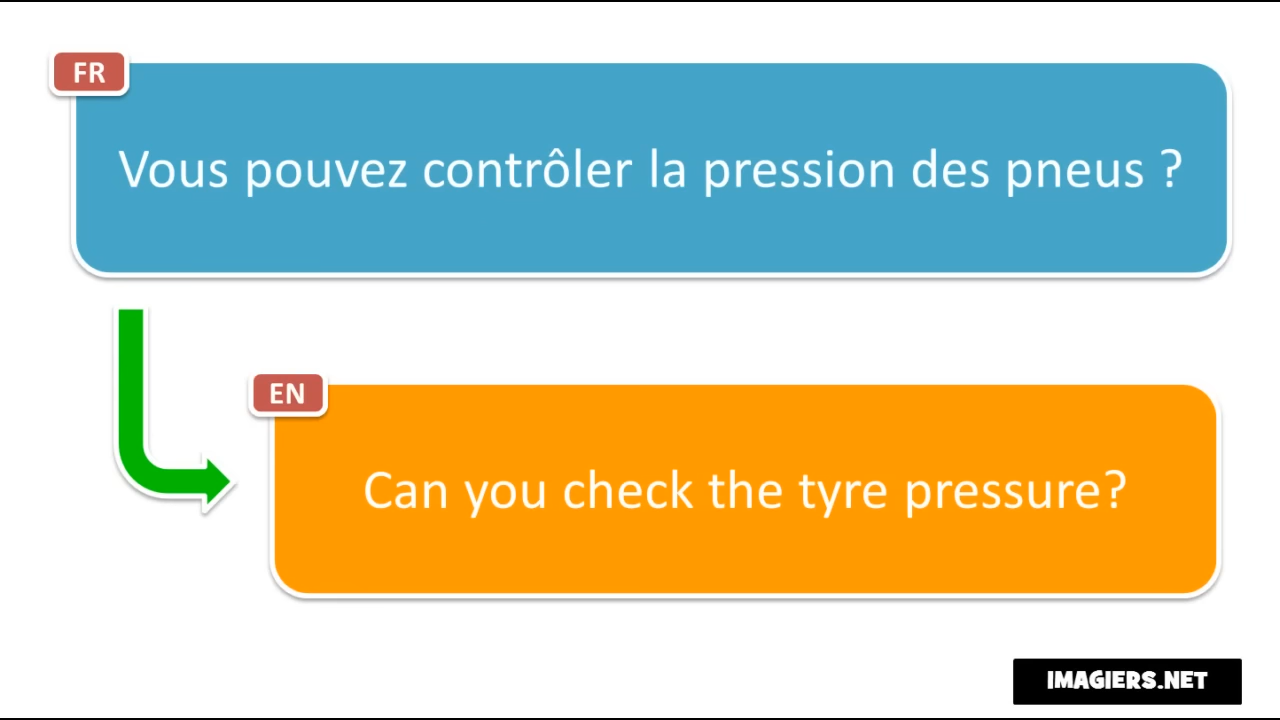 FR
Vous pouvez contrôler la pression des pneus ?
EN
Can you check the tyre pressure?
IMAGIERS.NET